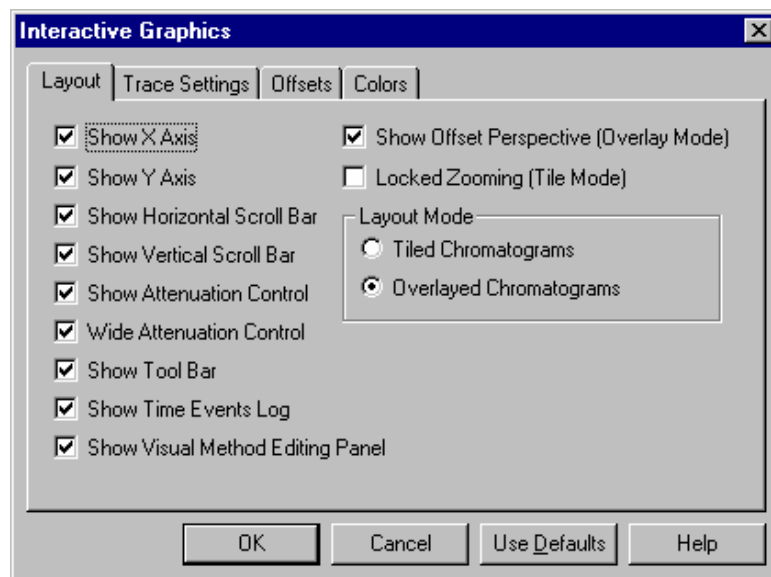 Interactive Graphics
Layout
Trace Settings
Offsets
Colors
Show X Axis
Show Y Axis
Show Horizontal Scroll Bar
Show Vertical Scroll Bar
Show Attenuation Control
Wide Attenuation Control
Show Tool Bar
Show Time Events Log
Show Visual Method Editing Panel
Show Offset Perspective (Overlay Mode)
Locked Zooming (Tile Mode)
Layout Mode
Tiled Chromatograms
Overlayed Chromatograms
OK
Cancel
Use Defaults
Help